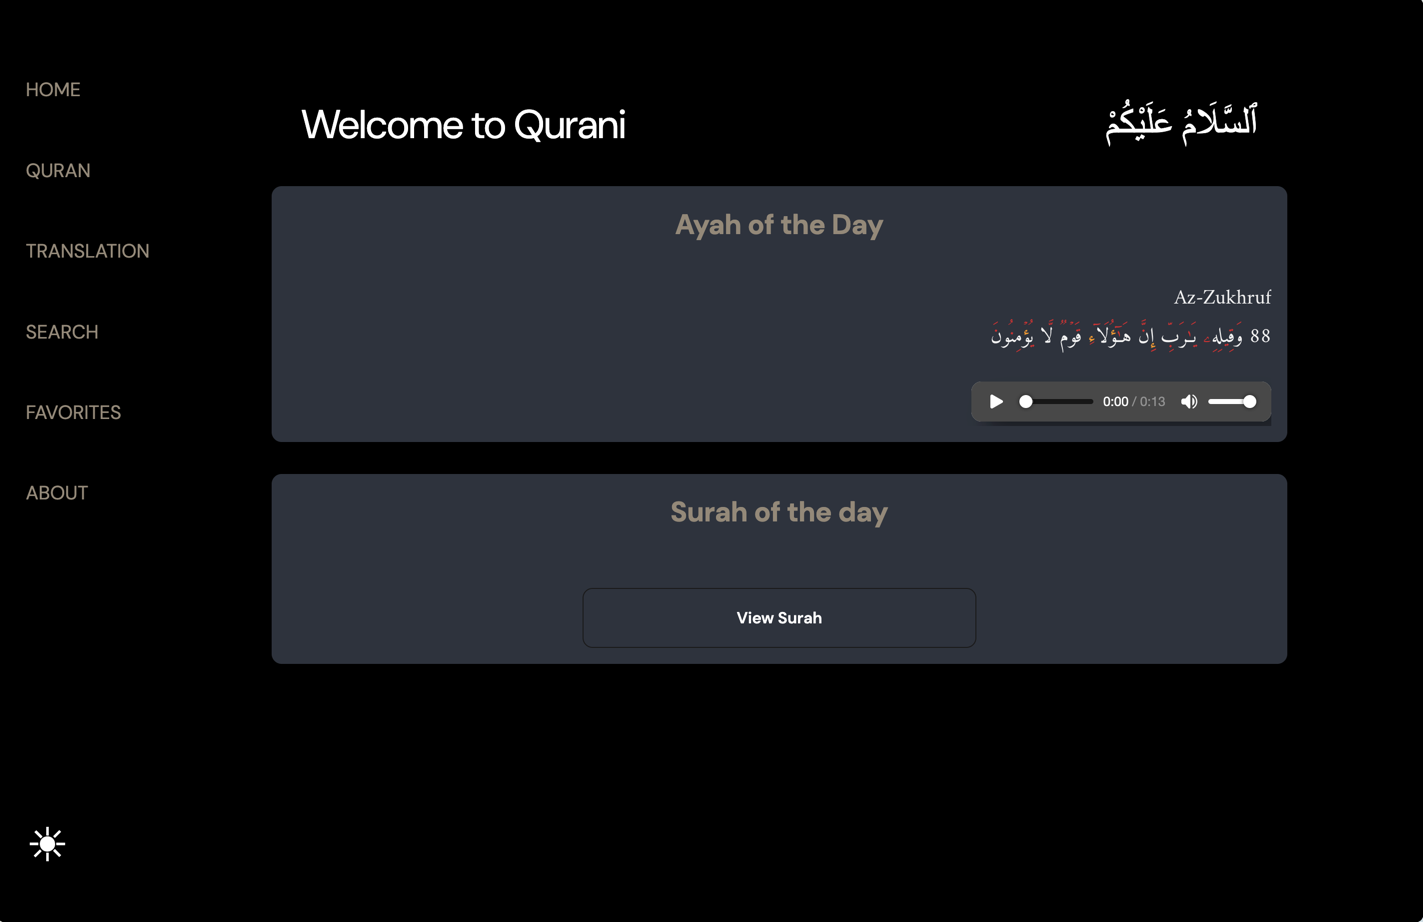 HOME
QURAN
TRANSLATION
SEARCH
FAVORITES
ABOUT
Welcome to Qurani
ٱلسَّلَامُ عَلَيْكُمْ
Ayah of the Day
Az-Zukhruf
88 وَقِيلِهِۦ يَـٰرَبِّ إِنَّ هَـٰٓؤُلَآءِ قَوْمٌۭ لَّا يُؤْمِنُونَ
0:00 / 0:13
Surah of the day
View Surah